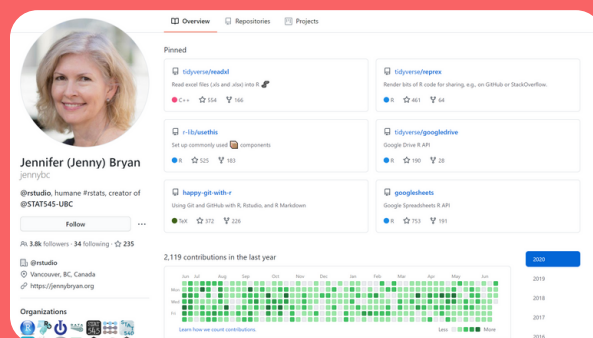 Overview Repositories Projects
Jennifer (Jenny) Bryan
jennybc
@rstudio, humane #rstats, creator of
@STAT545-UBC
Follow ...
3.8k followers · 34 following · 235
@rstudio
Vancouver, BC, Canada
https://jennybryan.org
Organizations
Pinned
tidyverse/readxl
Read excel files (.xls and .xlsx) into R
C++ 554 166
tidyverse/reprex
Render bits of R code for sharing, e.g., on GitHub or StackOverflow.
R 461 64
r-lib/usethis
Set up commonly used components
R 525 183
tidyverse/googledrive
Google Drive R API
R 190 28
happy-git-with-r
Using Git and GitHub with R, Rstudio, and R Markdown
TeX 372 226
googlesheets
Google Spreadsheets R API
R 753 191
2,119 contributions in the last year
Jun Jul Aug Sep Oct Nov Dec Jan Feb Mar Apr May Jun
Mon
Wed
Fri
Learn how we count contributions.
Less More
2020
2019
2018
2017
2016